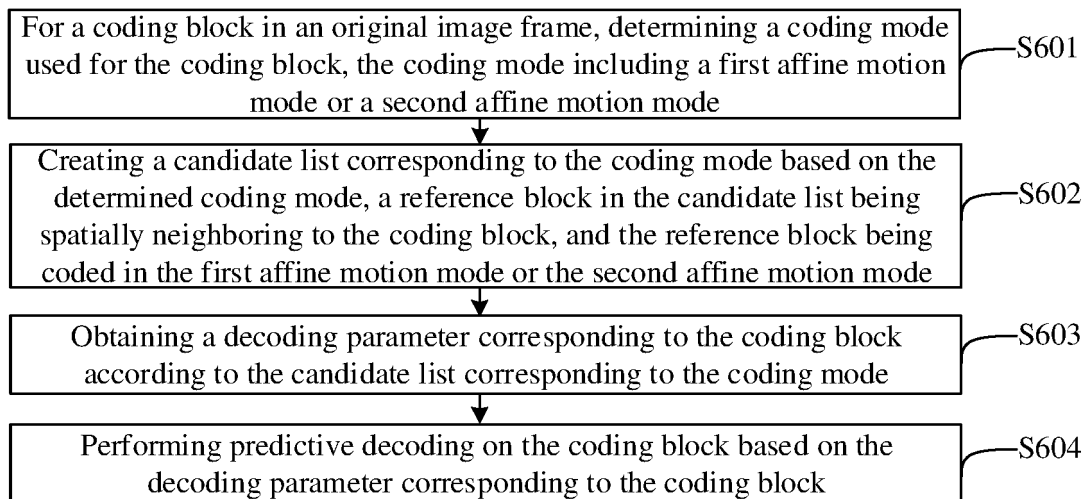 For a coding block in an original image frame, determining a coding mode
used for the coding block, the coding mode including a first affine motion
mode or a second affine motion mode
S601
Creating a candidate list corresponding to the coding mode based on the
determined coding mode, a reference block in the candidate list being
spatially neighboring to the coding block, and the reference block being
coded in the first affine motion mode or the second affine motion mode
S602
Obtaining a decoding parameter corresponding to the coding block
according to the candidate list corresponding to the coding mode
S603
Performing predictive decoding on the coding block based on the
decoding parameter corresponding to the coding block
S604